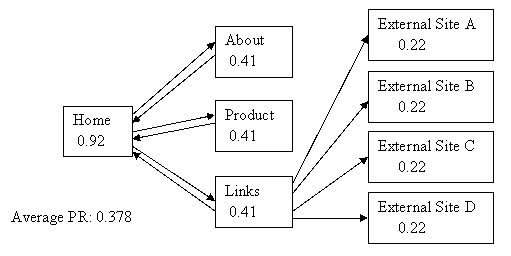 Home
0.92
About
0.41
Product
0.41
Links
0.41
External Site A
0.22
External Site B
0.22
External Site C
0.22
External Site D
0.22
Average PR: 0.378